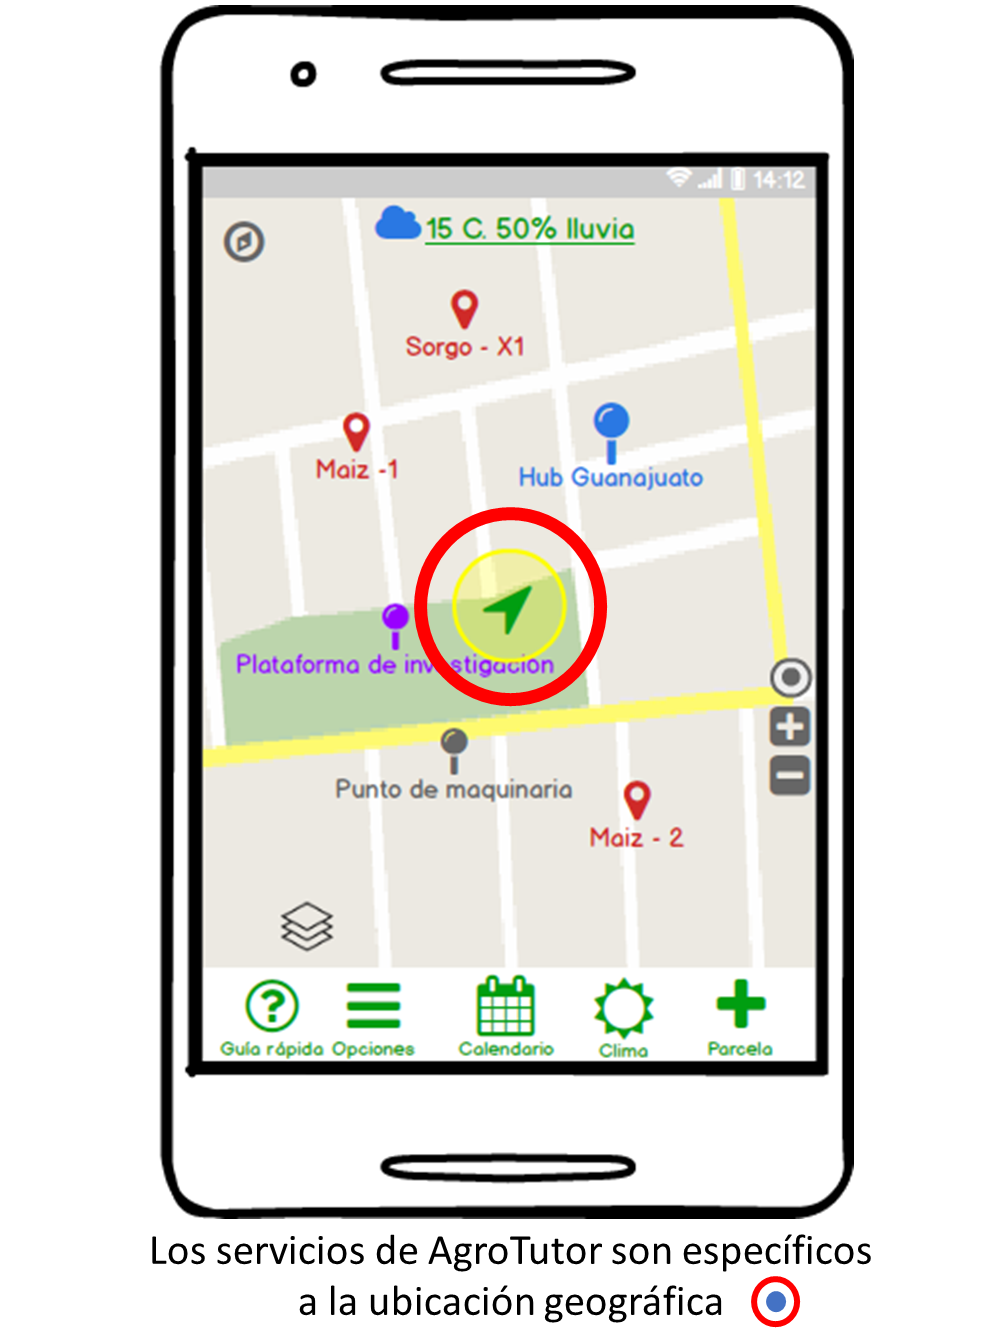 14:12
15 C. 50% lluvia
Sorgo - X1
Maiz -1
Hub Guanajuato
Plataforma de investigacion
Punto de maquinaria
Maiz - 2
Guía rápida Opciones Calendario Clima Parcela
Los servicios de AgroTutor son específicos
a la ubicación geográfica